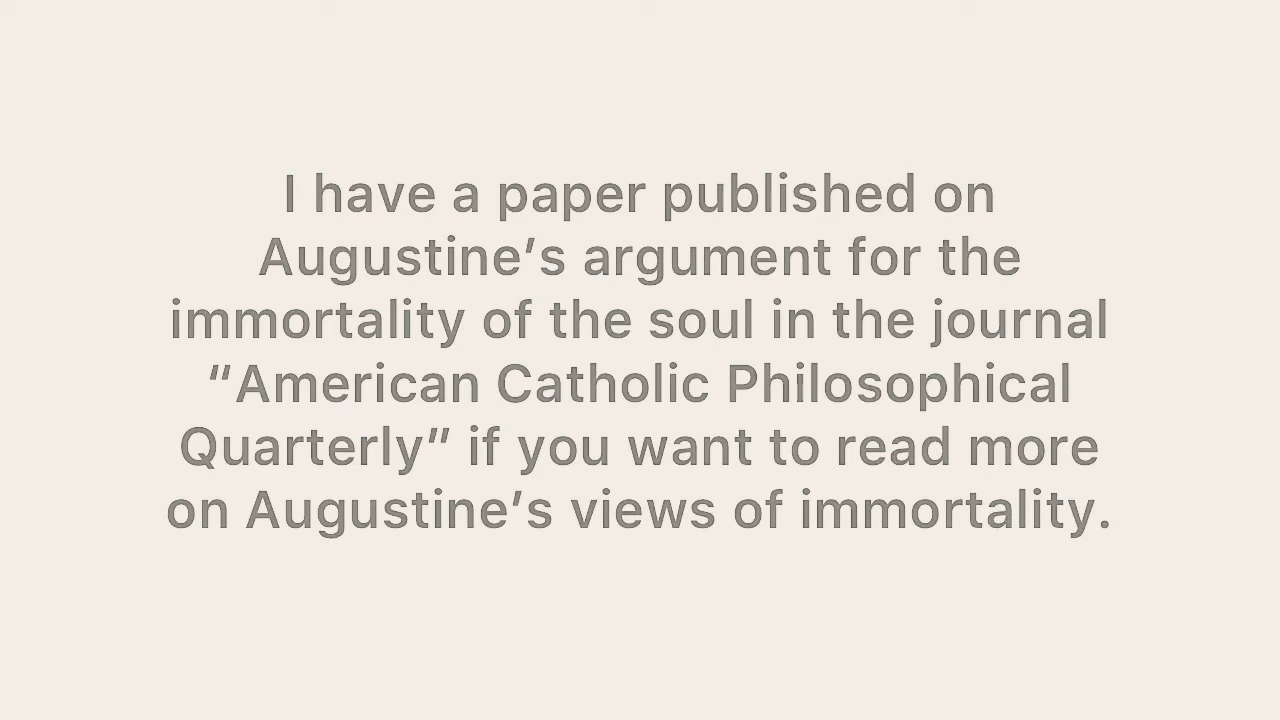 I have a paper published on
Augustine’s argument for the
immortality of the soul in the journal
“American Catholic Philosophical
Quarterly” if you want to read more
on Augustine’s views of immortality.